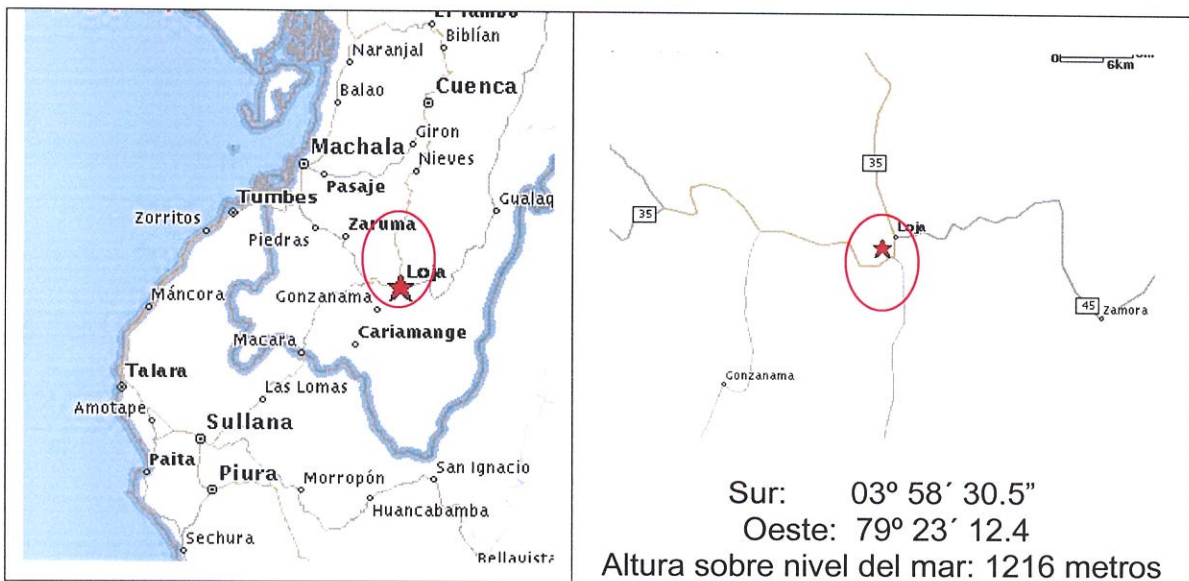 El Tambo
Biblían
Naranjal
Cuenca
Balao
Giron
Machala
Nieves
Pasaje
Gualaq
Tumbes
Zorritos
Zaruma
Piedras
Loja
Gonzanama
Máncora
Cariamange
Macara
Talara
Las Lomas
Amotape
Sullana
Paita
Piura
San Ignacio
Morropón
Huancabamba
Sechura
Bellavista
0
6km
35
35
Loja
45
Zamora
Gonzanama
Sur: 03º 58´ 30.5”
Oeste: 79º 23´ 12.4
Altura sobre nivel del mar: 1216 metros